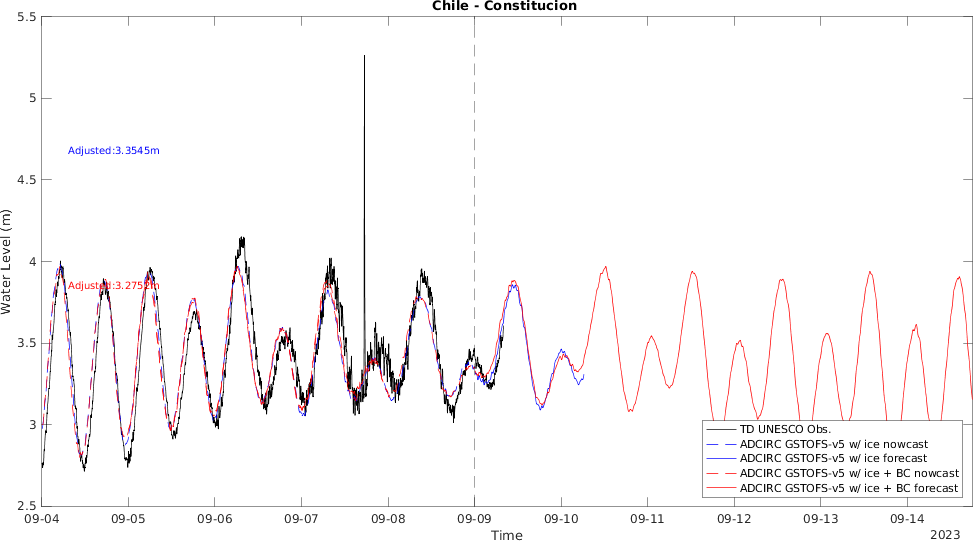 Chile - Constitucion
5.5
5
4.5
4
3.5
3
2.5
Water Level (m)
Adjusted:3.3545m
Adjusted:3.2752m
TD UNESCO Obs.
ADCIRC GSTOFS-v5 w/ ice nowcast
ADCIRC GSTOFS-v5 w/ ice forecast
ADCIRC GSTOFS-v5 w/ ice + BC nowcast
ADCIRC GSTOFS-v5 w/ ice + BC forecast
09-04 09-05 09-06 09-07 09-08 09-09 09-10 09-11 09-12 09-13 09-14
Time
2023